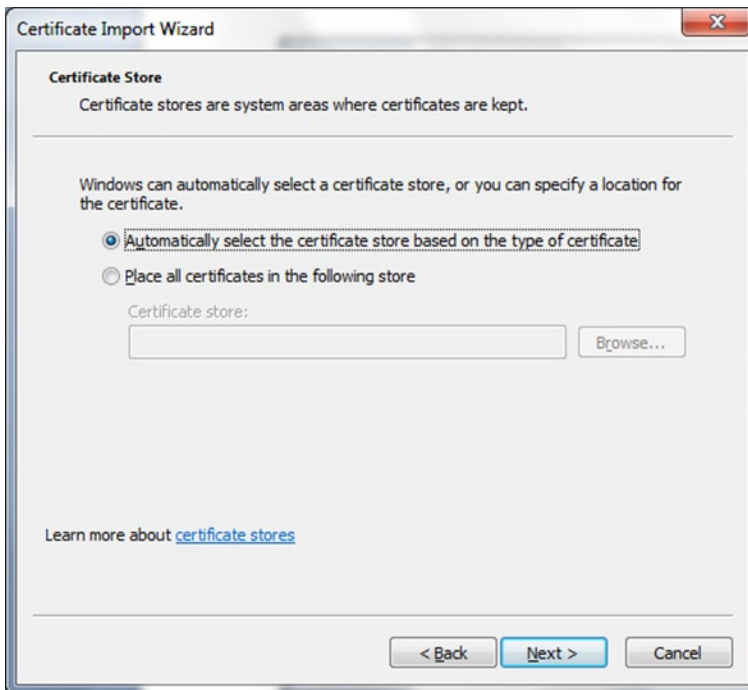 Certificate Import Wizard
Certificate Store
Certificate stores are system areas where certificates are kept.
Windows can automatically select a certificate store, or you can specify a location for
the certificate.
Automatically select the certificate store based on the type of certificate
Place all certificates in the following store
Certificate store:
Browse...
Learn more about certificate stores
< Back Next > Cancel